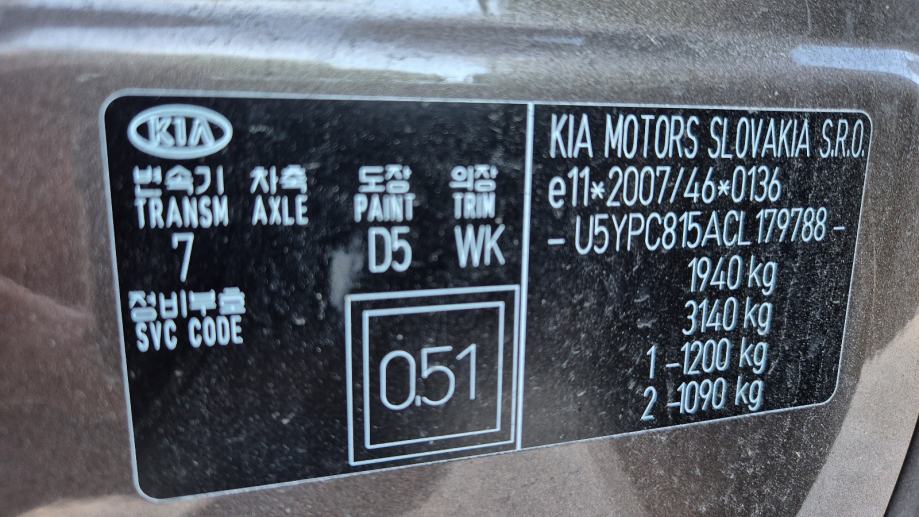 KIA
변속기 차축 도장 의장
TRANSM AXLE PAINT TRIM
7 D5 WK
정비부호
SVC CODE
0.51
KIA MOTORS SLOVAKIA S.R.O.
e11*2007/46*0136
- U5YPC815ACL179788 -
1940 kg
3140 kg
1 -1200 kg
2 -1090 kg